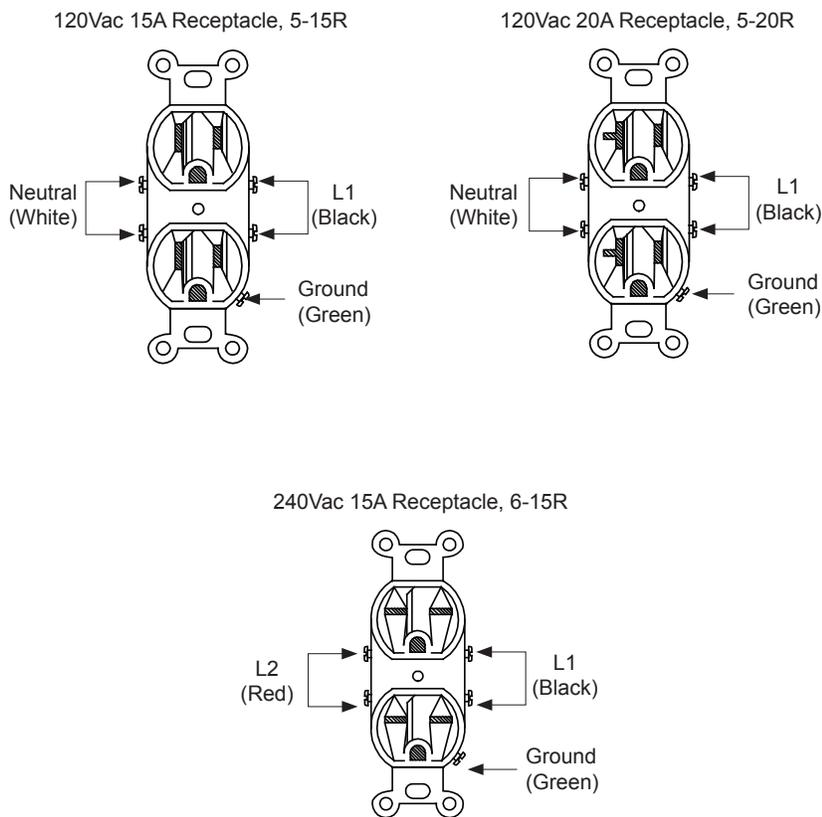 120Vac 15A Receptacle, 5-15R
Neutral
(White)
L1
(Black)
Ground
(Green)
120Vac 20A Receptacle, 5-20R
Neutral
(White)
L1
(Black)
Ground
(Green)
240Vac 15A Receptacle, 6-15R
L2
(Red)
L1
(Black)
Ground
(Green)